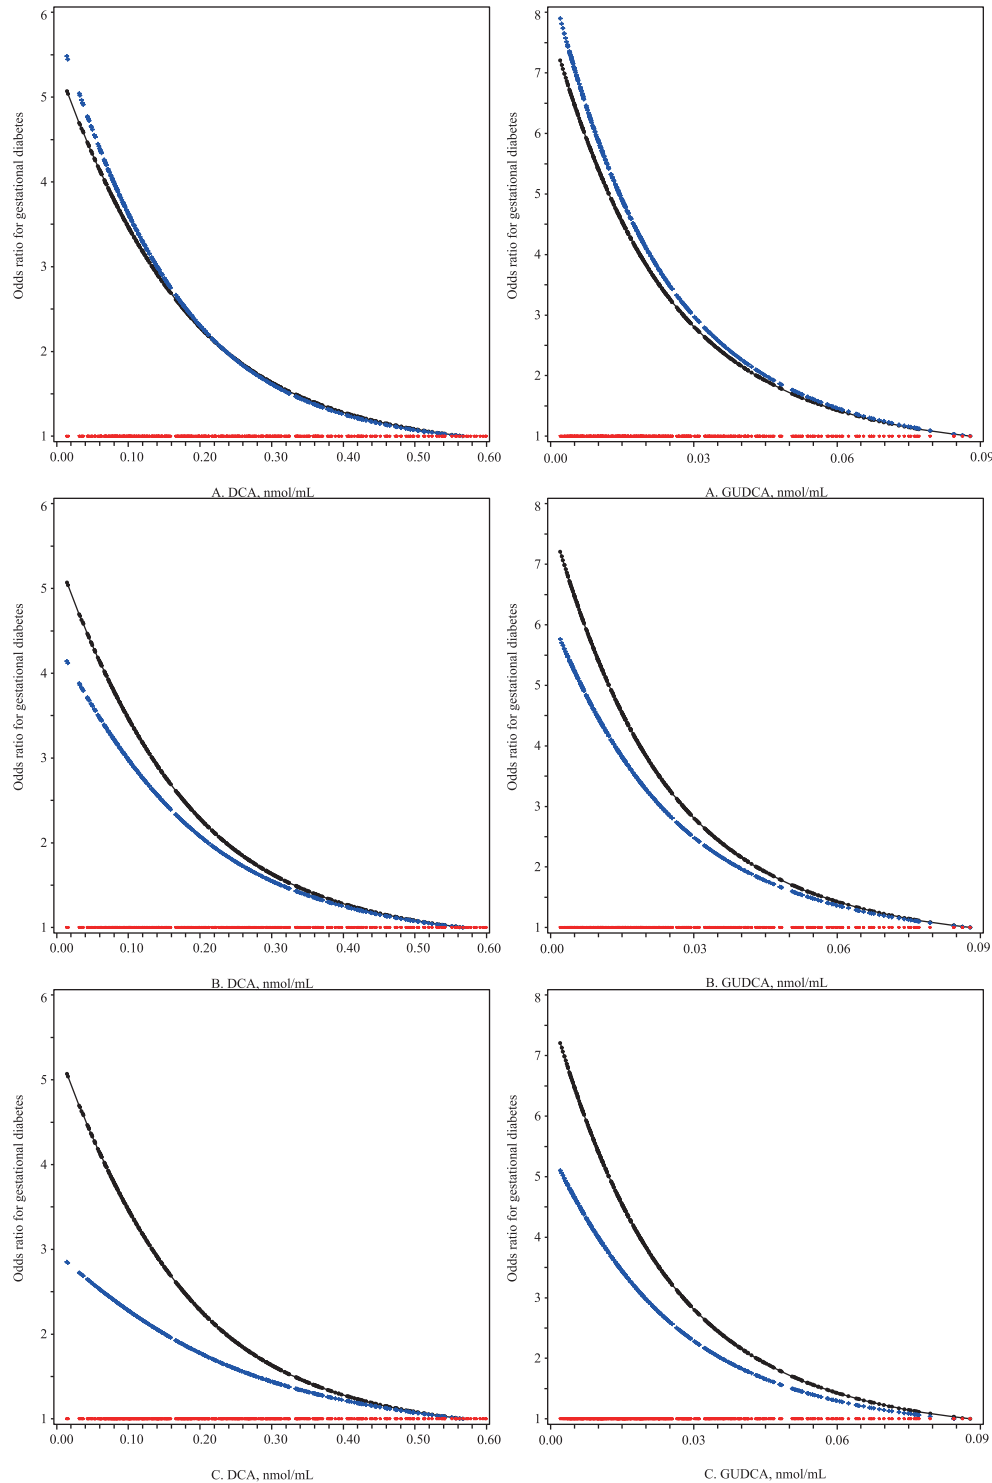 Odds ratio for gestational diabetes
6
5
4
3
2
1
0.00 0.10 0.20 0.30 0.40 0.50 0.60
A. DCA, nmol/mL
Odds ratio for gestational diabetes
8
7
6
5
4
3
2
1
0.00 0.03 0.06 0.09
A. GUDCA, nmol/mL
Odds ratio for gestational diabetes
6
5
4
3
2
1
0.00 0.10 0.20 0.30 0.40 0.50 0.60
B. DCA, nmol/mL
Odds ratio for gestational diabetes
8
7
6
5
4
3
2
1
0.00 0.03 0.06 0.09
B. GUDCA, nmol/mL
Odds ratio for gestational diabetes
6
5
4
3
2
1
0.00 0.10 0.20 0.30 0.40 0.50 0.60
C. DCA, nmol/mL
Odds ratio for gestational diabetes
8
7
6
5
4
3
2
1
0.00 0.03 0.06 0.09
C. GUDCA, nmol/mL